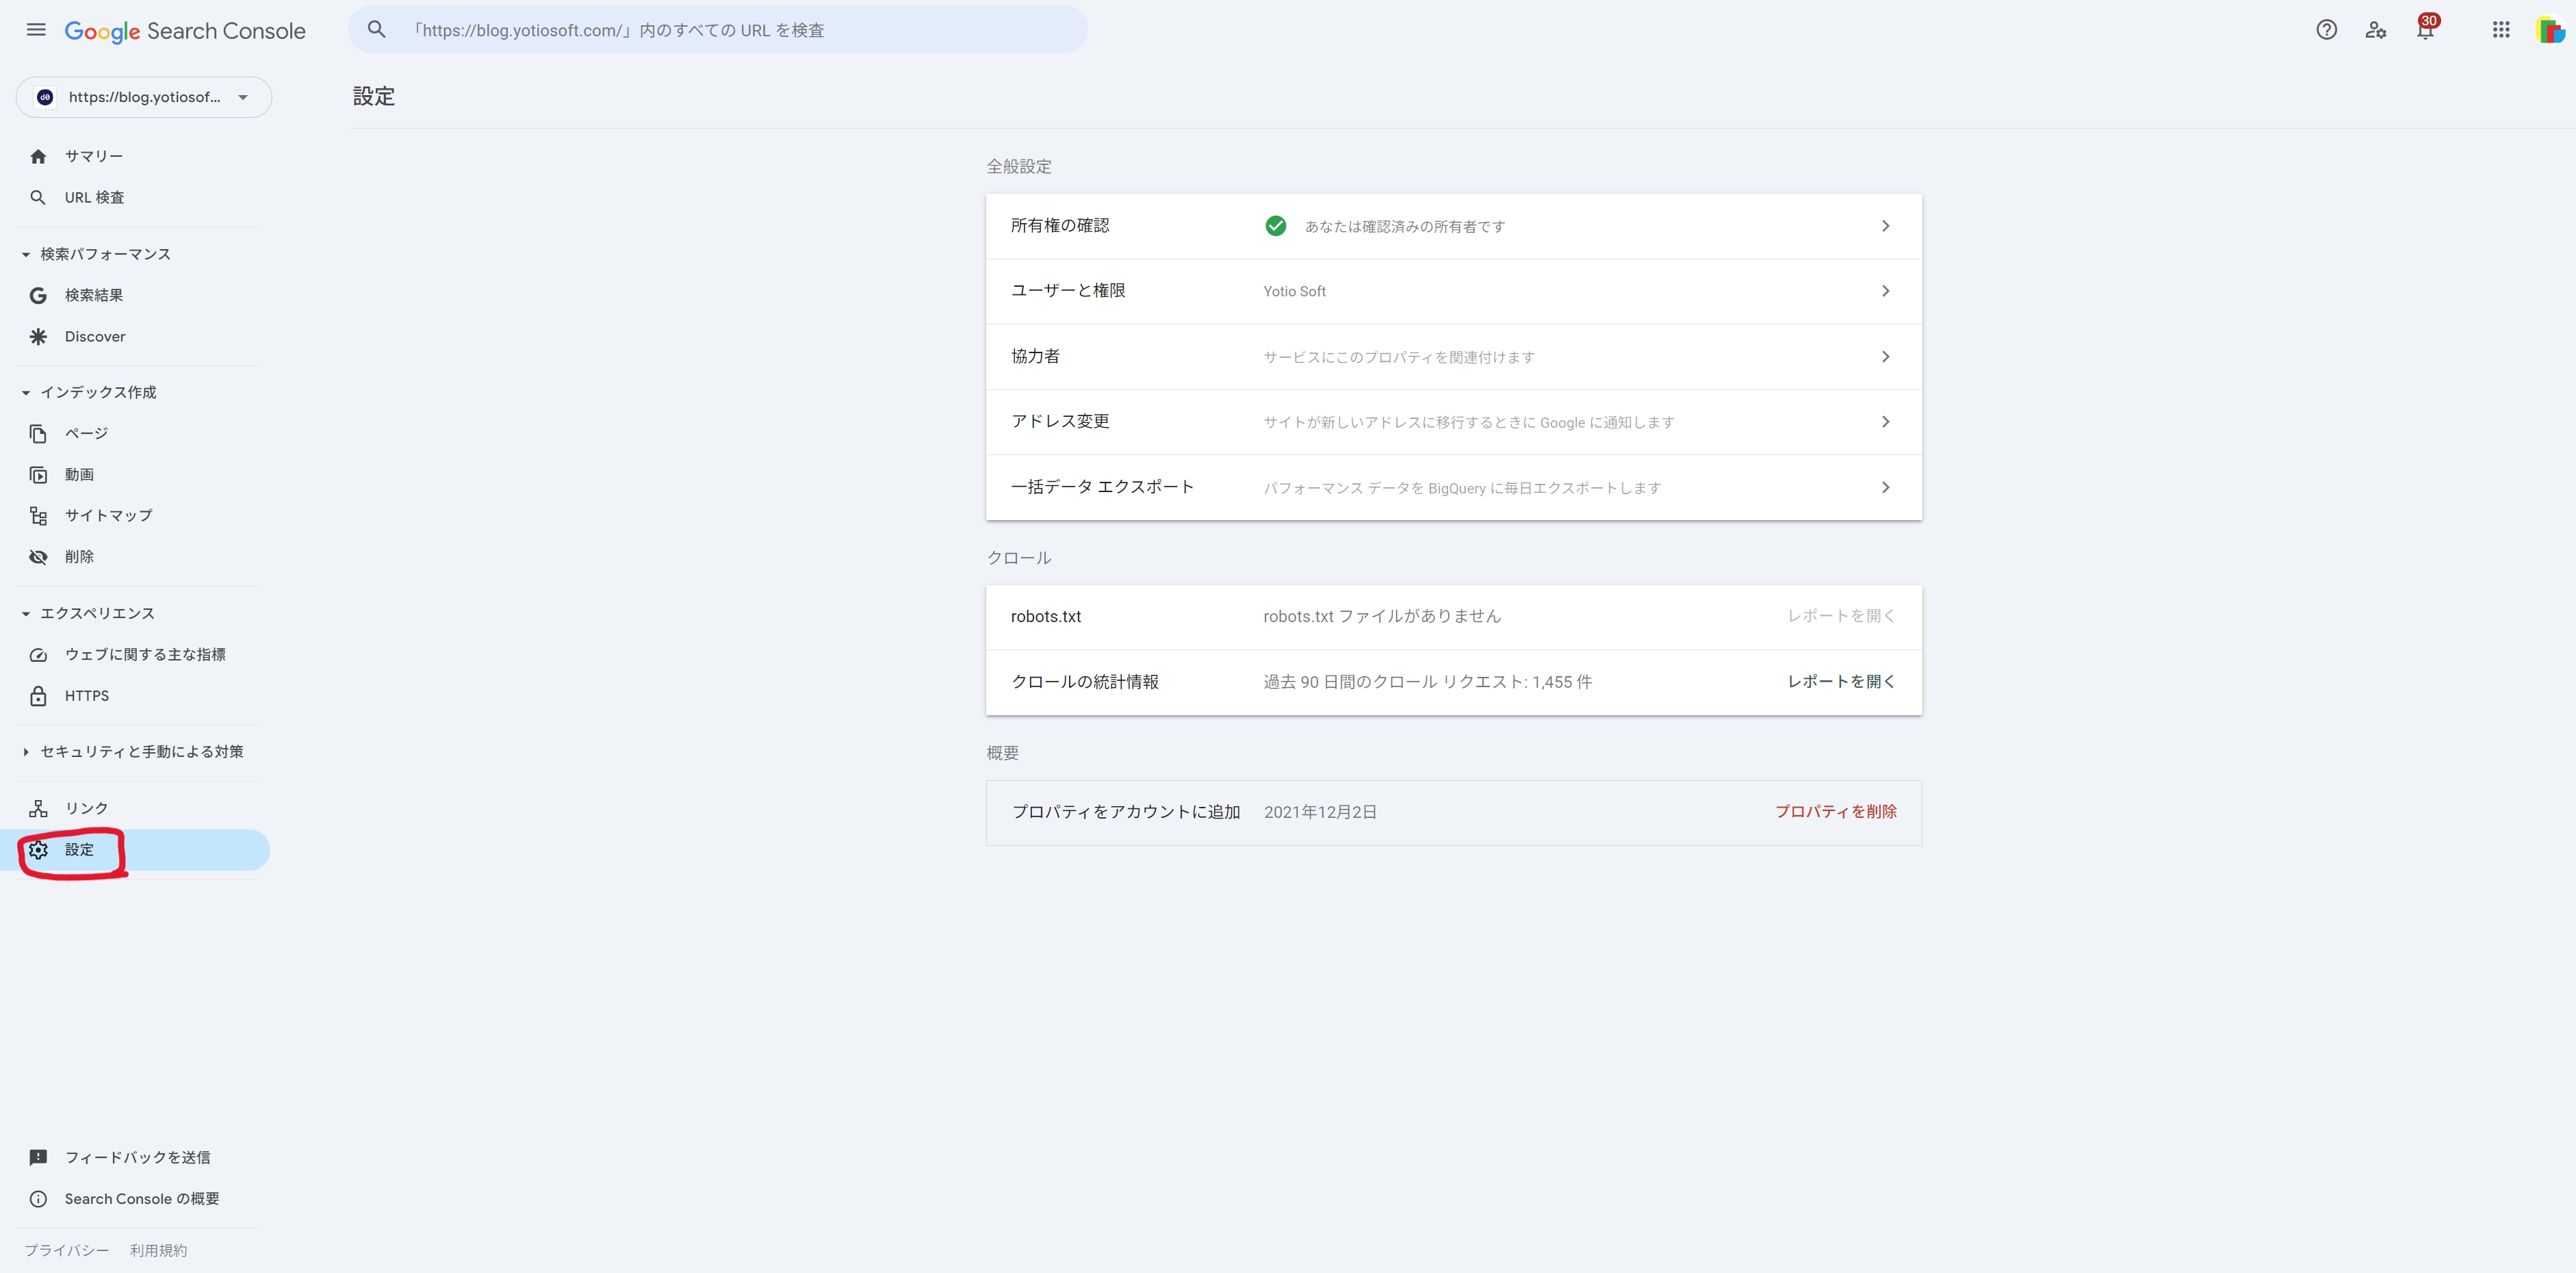 Google Search Console
「https://blog.yotiosoft.com/」内のすべての URL を検査
30
https://blog.yotiosof...
設定
サマリー
URL 検査
検索パフォーマンス
検索結果
Discover
インデックス作成
ページ
動画
サイトマップ
削除
エクスペリエンス
ウェブに関する主な指標
HTTPS
セキュリティと手動による対策
リンク
設定
フィードバックを送信
Search Console の概要
プライバシー 利用規約
全般設定
所有権の確認 あなたは確認済みの所有者です
ユーザーと権限 Yotio Soft
協力者 サービスにこのプロパティを関連付けます
アドレス変更 サイトが新しいアドレスに移行するときに Google に通知します
一括データ エクスポート パフォーマンス データを BigQuery に毎日エクスポートします
クロール
robots.txt robots.txt ファイルがありません レポートを開く
クロールの統計情報 過去 90 日間のクロール リクエスト: 1,455 件 レポートを開く
概要
プロパティをアカウントに追加 2021年12月2日 プロパティを削除